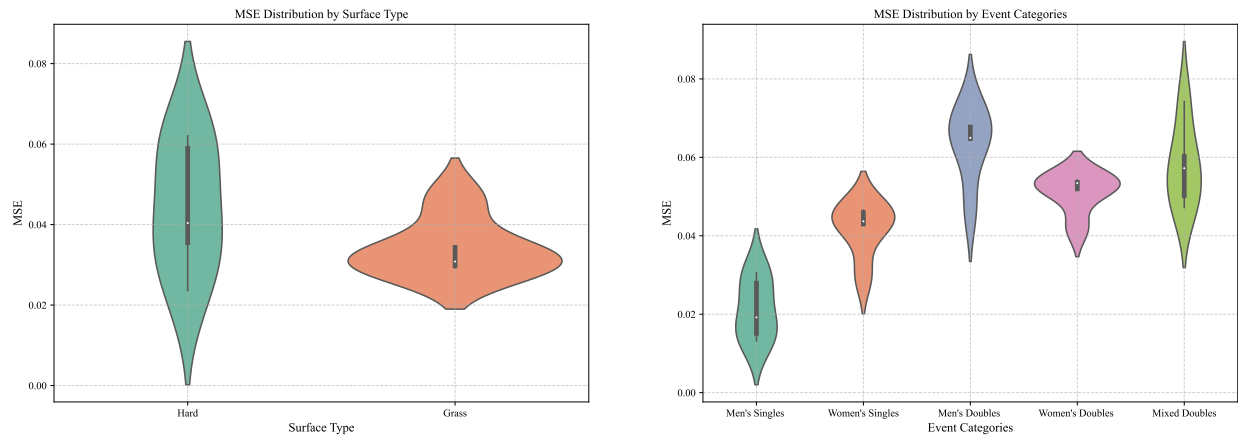 MSE Distribution by Surface Type
MSE
0.08
0.06
0.04
0.02
0.00
Hard
Grass
Surface Type
MSE Distribution by Event Categories
MSE
0.08
0.06
0.04
0.02
0.00
Men's Singles
Women's Singles
Men's Doubles
Women's Doubles
Mixed Doubles
Event Categories